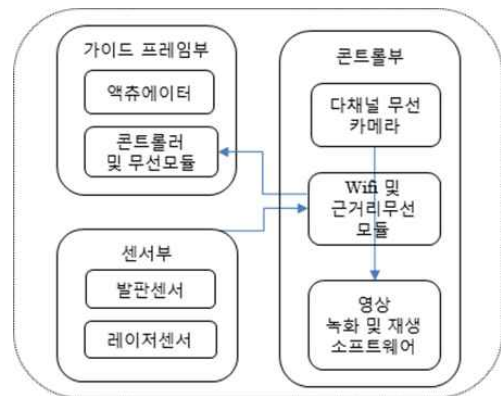 가이드 프레임부
액츄에이터
콘트롤러
및 무선모듈
센서부
발판센서
레이저센서
콘트롤부
다채널 무선
카메라
Wifi 및
근거리무선
모듈
영상
녹화 및 재생
소프트웨어